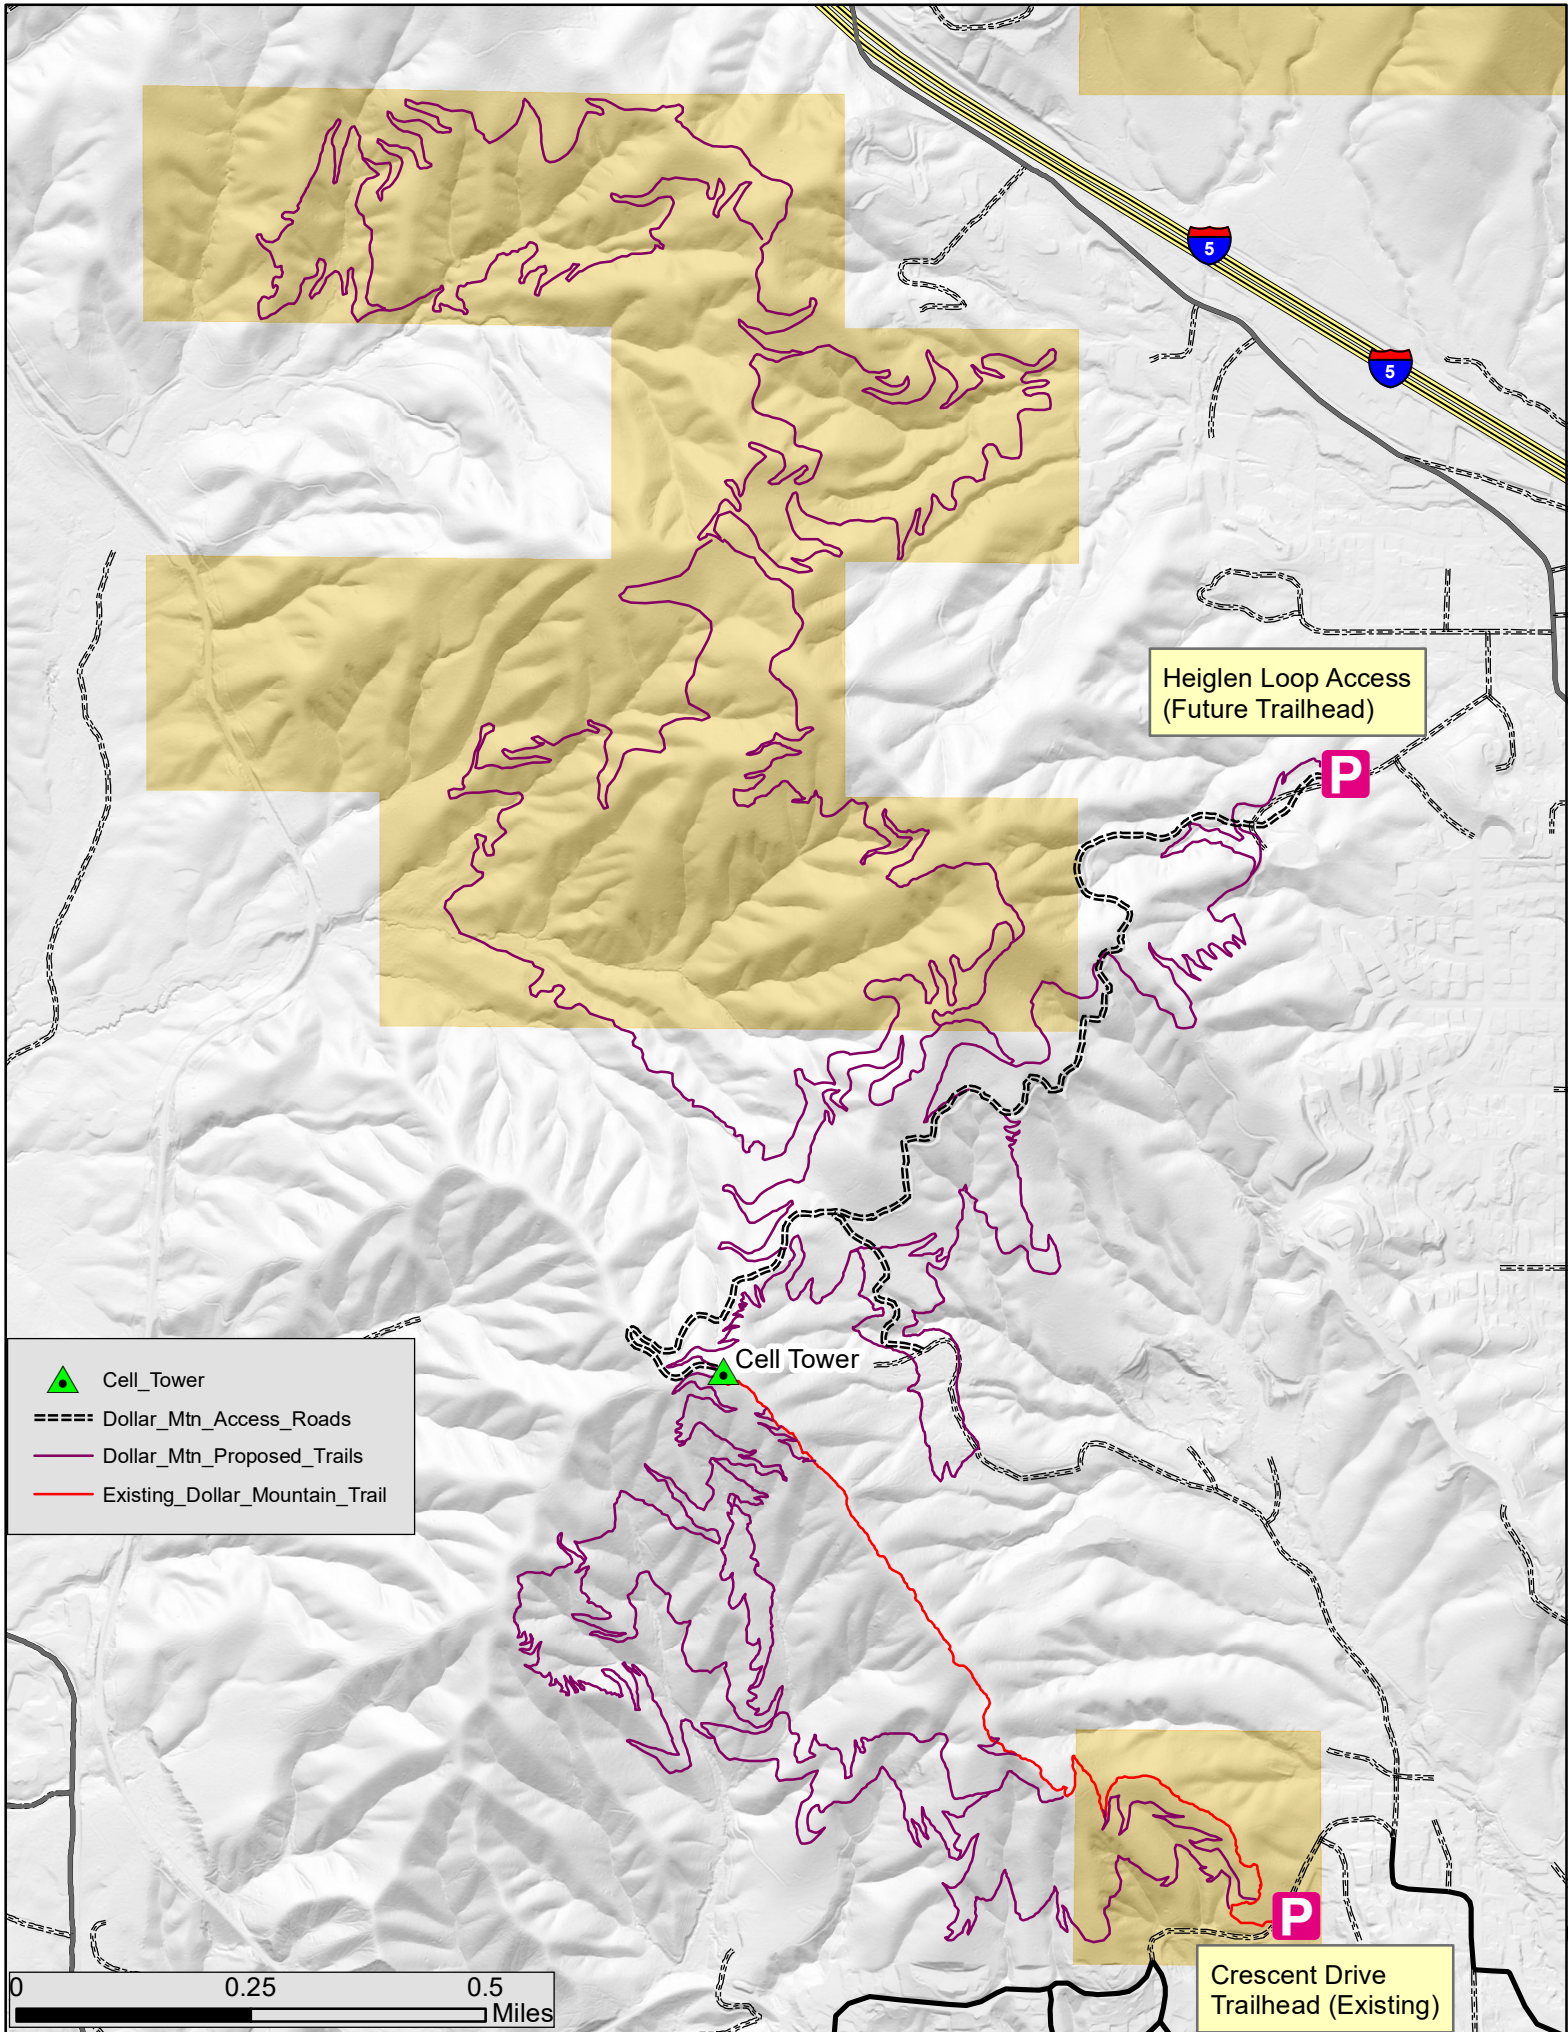 5
5
Heiglen Loop Access
(Future Trailhead)
P
Cell Tower
Cell_Tower
Dollar_Mtn_Access_Roads
Dollar_Mtn_Proposed_Trails
Existing_Dollar_Mountain_Trail
P
Crescent Drive
Trailhead (Existing)
0 0.25 0.5
Miles